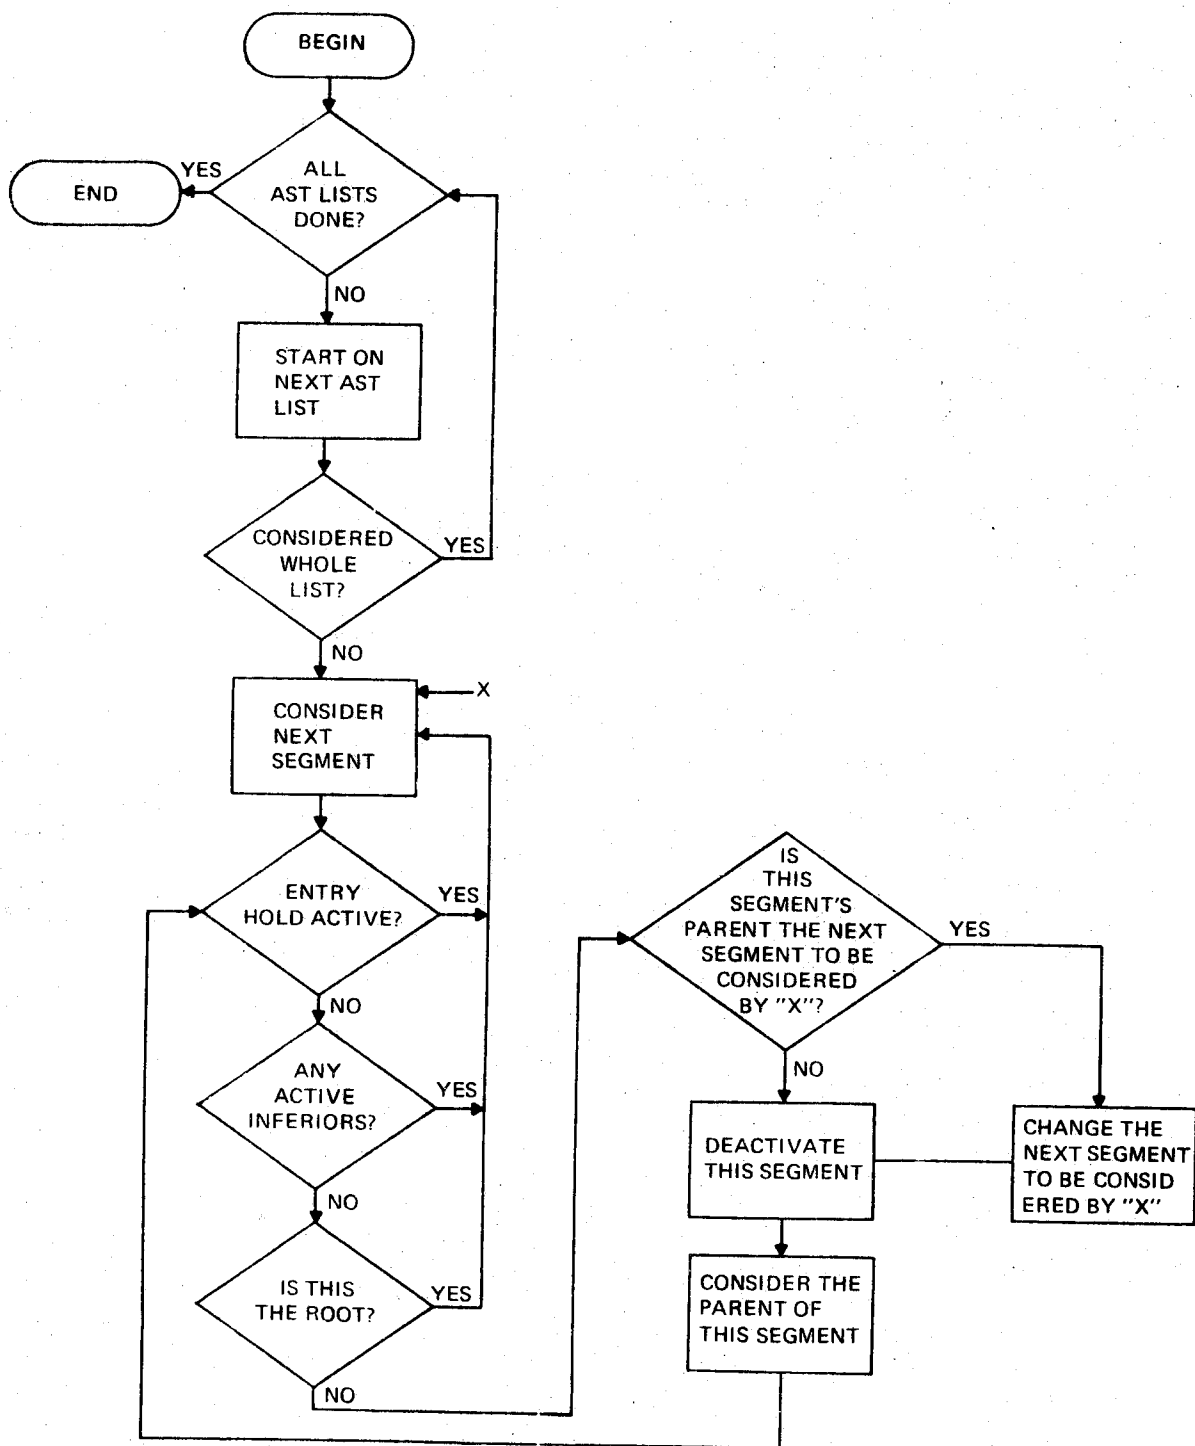 BEGIN
YES
END
ALL
AST LISTS
DONE?
NO
START ON
NEXT AST
LIST
CONSIDERED
WHOLE
LIST?
YES
NO
X
CONSIDER
NEXT
SEGMENT
ENTRY
HOLD ACTIVE?
YES
NO
ANY
ACTIVE
INFERIORS?
YES
NO
IS THIS
THE ROOT?
YES
NO
IS
THIS
SEGMENT'S
PARENT THE NEXT
SEGMENT TO BE
CONSIDERED
BY "X"?
YES
NO
DEACTIVATE
THIS SEGMENT
CHANGE THE
NEXT SEGMENT
TO BE CONSID
ERED BY "X"
CONSIDER THE
PARENT OF
THIS SEGMENT